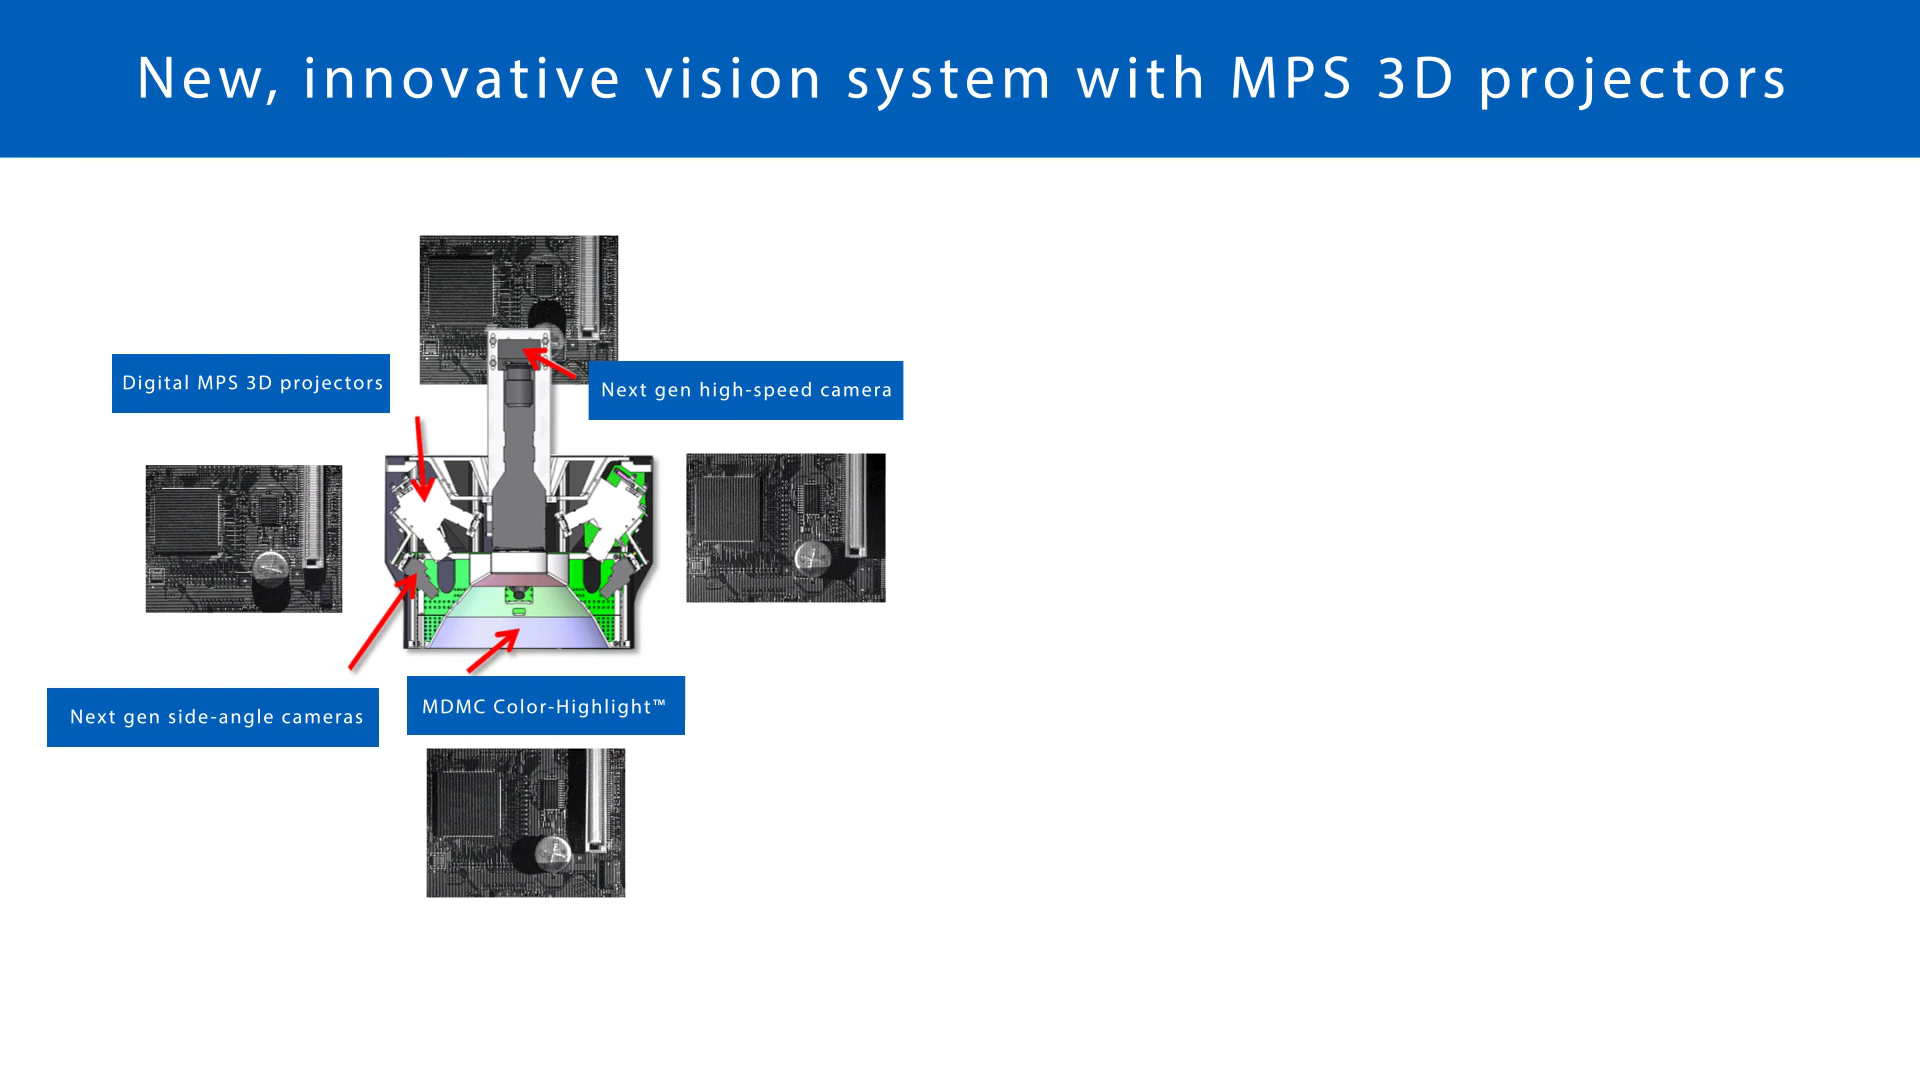 New, innovative vision system with MPS 3D projectors
Digital MPS 3D projectors
Next gen high-speed camera
Next gen side-angle cameras
MDMC Color-Highlight™